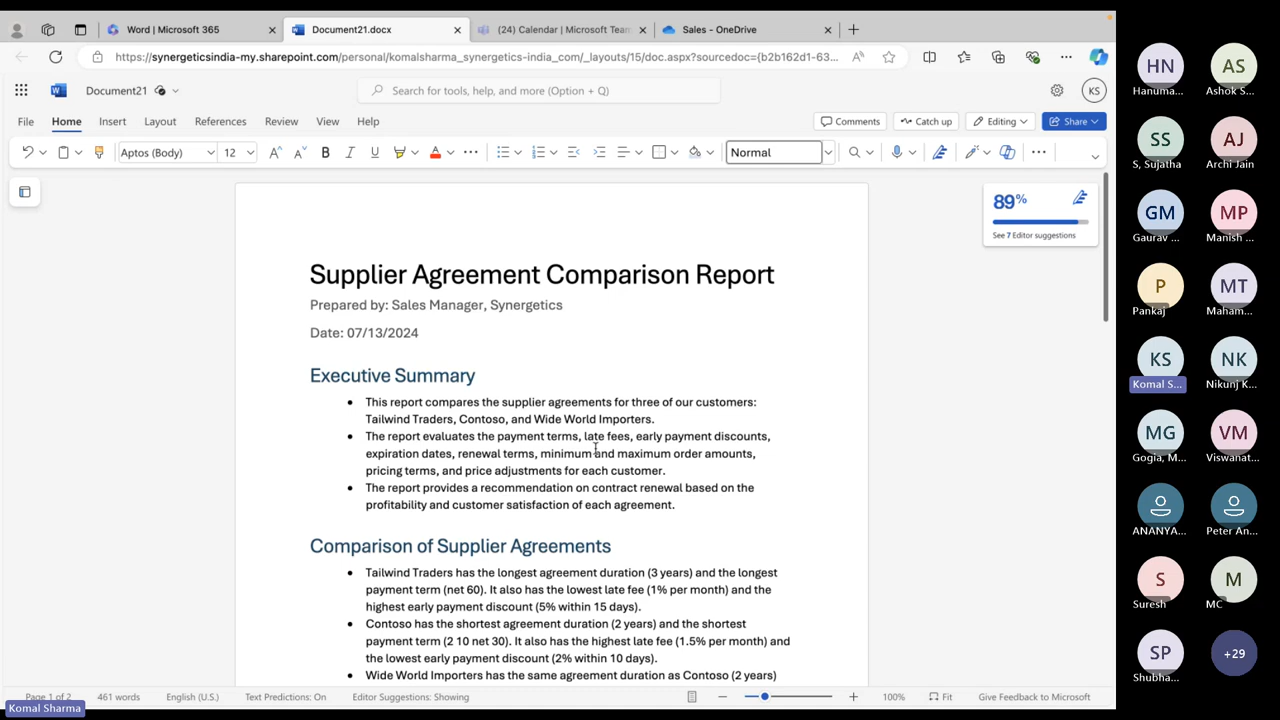 Word | Microsoft 365
Document21.docx
(24) Calendar | Microsoft Team
Sales - OneDrive
https://synergeticsindia-my.sharepoint.com/personal/komalsharma_synergetics-india_com/_layouts/15/doc.aspx?sourcedoc={b2b162d1-63...
Document21
Search for tools, help, and more (Option + Q)
KS
File Home Insert Layout References Review View Help
Comments Catch up Editing Share
Aptos (Body) 12 B I U A Normal
89%
See 7 Editor suggestions
Supplier Agreement Comparison Report
Prepared by: Sales Manager, Synergetics
Date: 07/13/2024
Executive Summary
• This report compares the supplier agreements for three of our customers:
Tailwind Traders, Contoso, and Wide World Importers.
• The report evaluates the payment terms, late fees, early payment discounts,
expiration dates, renewal terms, minimum and maximum order amounts,
pricing terms, and price adjustments for each customer.
• The report provides a recommendation on contract renewal based on the
profitability and customer satisfaction of each agreement.
Comparison of Supplier Agreements
• Tailwind Traders has the longest agreement duration (3 years) and the longest
payment term (net 60). It also has the lowest late fee (1% per month) and the
highest early payment discount (5% within 15 days).
• Contoso has the shortest agreement duration (2 years) and the shortest
payment term (2 10 net 30). It also has the highest late fee (1.5% per month) and
the lowest early payment discount (2% within 10 days).
• Wide World Importers has the same agreement duration as Contoso (2 years)
Page 1 of 2 461 words English (U.S.) Text Predictions: On Editor Suggestions: Showing 100% Fit Give Feedback to Microsoft
Komal Sharma
HN AS
Hanuma... Ashok S...
SS AJ
S, Sujatha Archi Jain
GM MP
Gaurav ... Manish ...
P MT
Pankaj Maham...
KS NK
Komal S... Nikunj K...
MG VM
Gogia, M... Viswanat...
ANANYA... Peter An...
S M
Suresh MC
SP +29
Shubha...